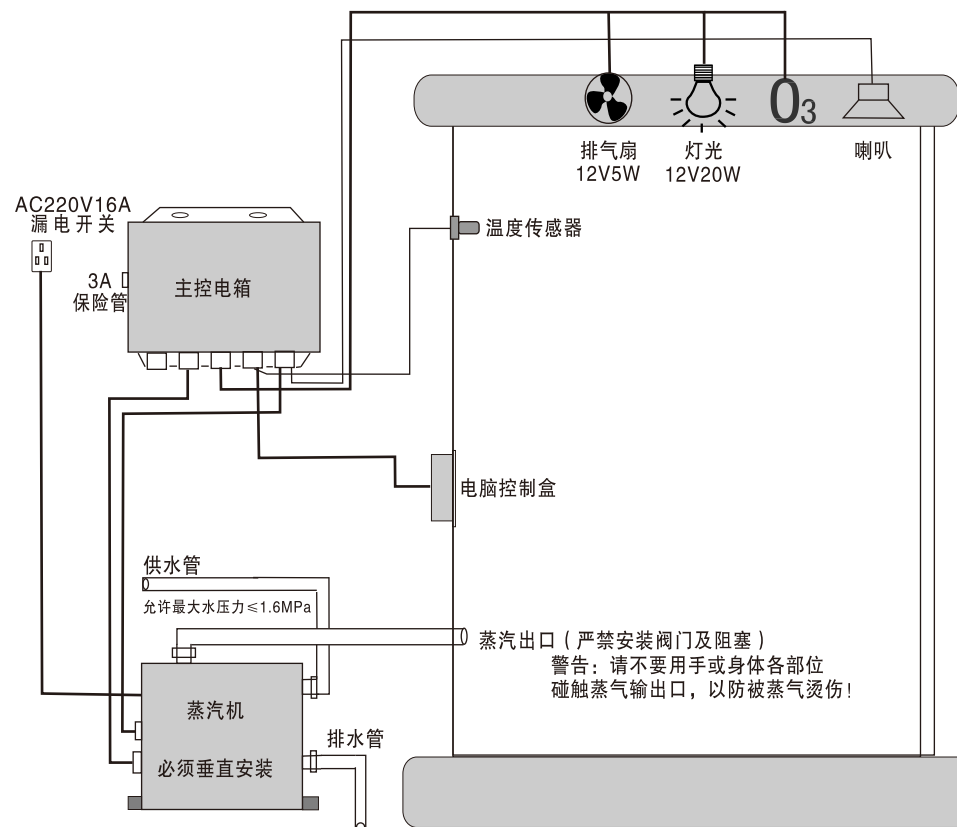 O3
排气扇
12V5W
灯光
12V20W
喇叭
AC220V16A
漏电开关
温度传感器
3A
保险管
主控电箱
电脑控制盒
供水管
允许最大水压力≤1.6MPa
蒸汽出口(严禁安装阀门及阻塞)
警告:请不要用手或身体各部位
碰触蒸气输出口,以防被蒸气烫伤!
蒸汽机
排水管
必须垂直安装